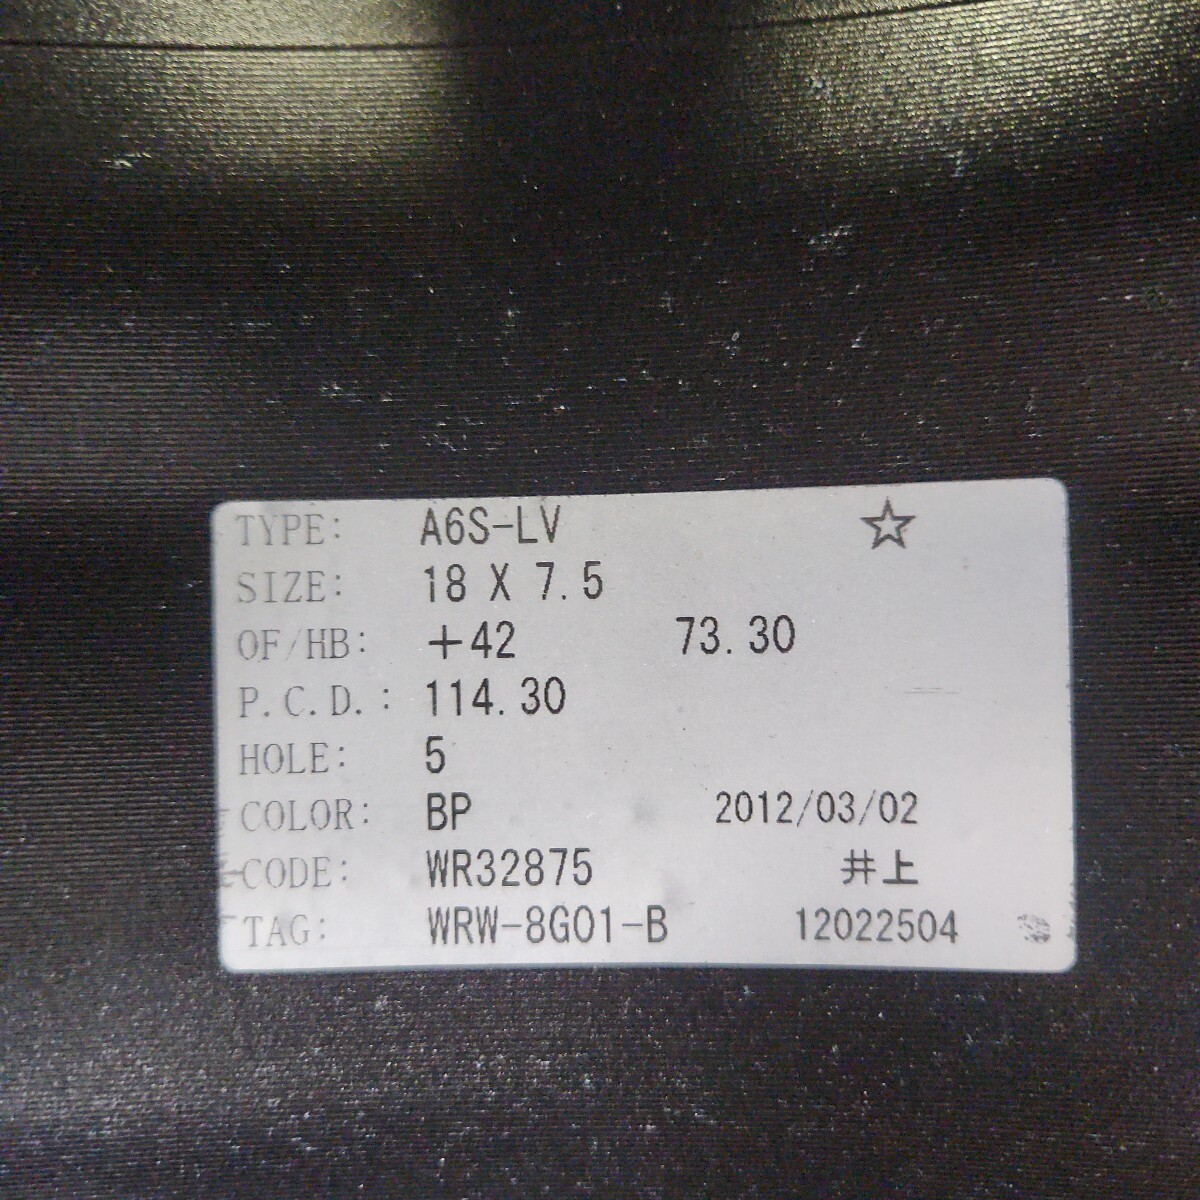 TYPE: A6S-LV ☆
SIZE: 18 X 7.5
OF/HB: +42 73.30
P.C.D.: 114.30
HOLE: 5
COLOR: BP 2012/03/02
CODE: WR32875 井上
TAG: WRW-8G01-B 12022504